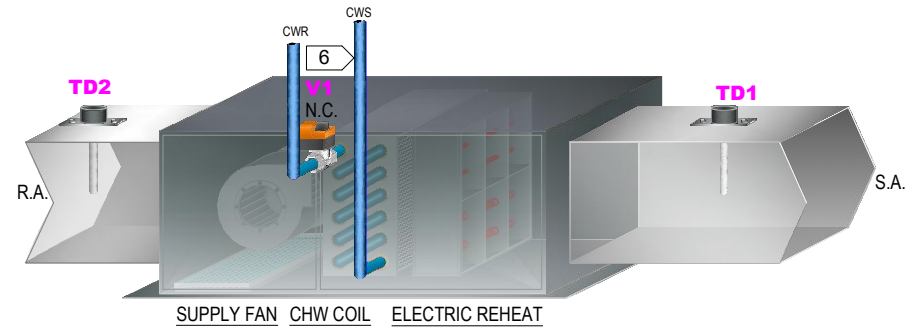 CWS
CWR
6
TD2
V1
N.C.
TD1
R.A.
S.A.
SUPPLY FAN CHW COIL ELECTRIC REHEAT